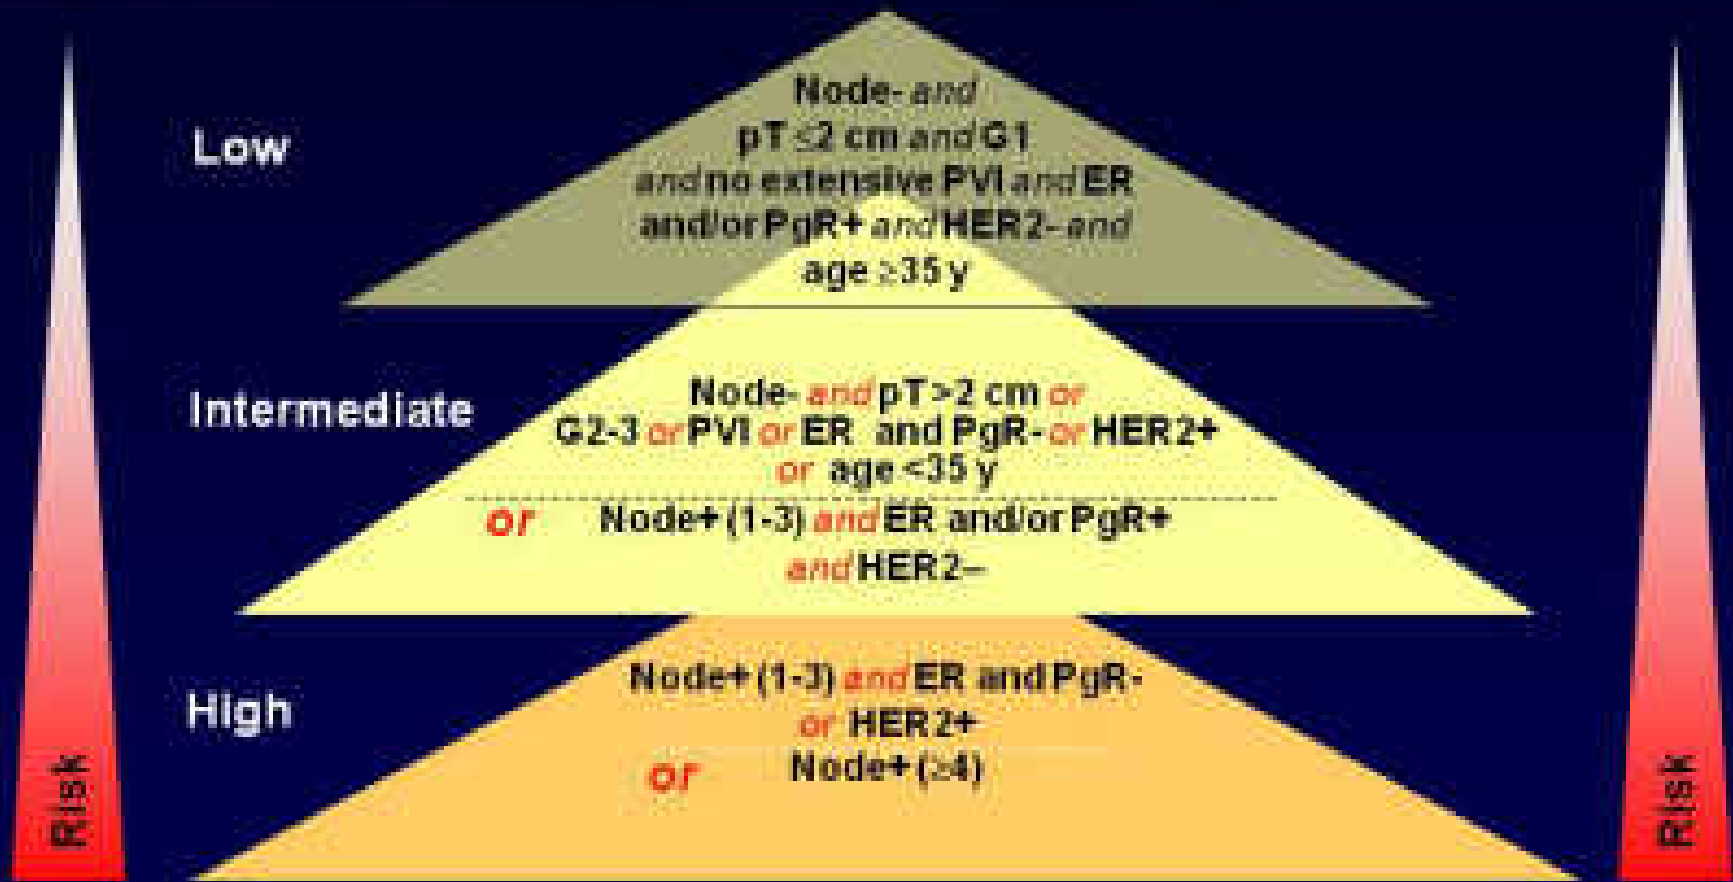 Low
Node- and
pT ≤2 cm and G1
and no extensive PVI and ER
and/or PgR+ and HER2- and
age ≥35 y
Intermediate
Node- and pT >2 cm or
G2-3 or PVI or ER and PgR- or HER2+
or age <35 y
or Node+ (1-3) and ER and/or PgR+
and HER2–
High
Node+ (1-3) and ER and PgR-
or HER2+
or Node+ (≥4)
Risk
Risk